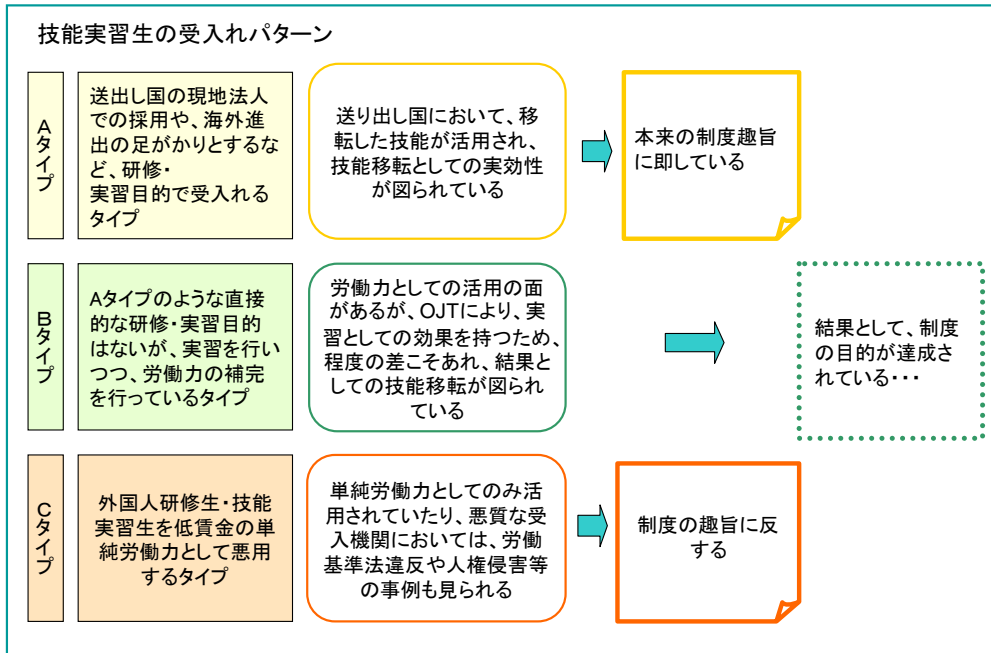 技能実習生の受入れパターン
Aタイプ
送出し国の現地法人
での採用や、海外進
出の足がかりとするな
ど、研修・
実習目的で受入れる
タイプ
送り出し国において、移
転した技能が活用され、
技能移転としての実効性
が図られている
本来の制度趣旨
に即している
Bタイプ
Aタイプのような直接
的な研修・実習目的
はないが、実習を行い
つつ、労働力の補完
を行っているタイプ
労働力としての活用の面
があるが、OJTにより、実
習としての効果を持つため、
程度の差こそあれ、結果と
しての技能移転が図られ
ている
結果として、制度
の目的が達成さ
れている・・・
Cタイプ
外国人研修生・技能
実習生を低賃金の単
純労働力として悪用
するタイプ
単純労働力としてのみ活
用されていたり、悪質な受
入機関においては、労働
基準法違反や人権侵害等
の事例も見られる
制度の趣旨に反
する